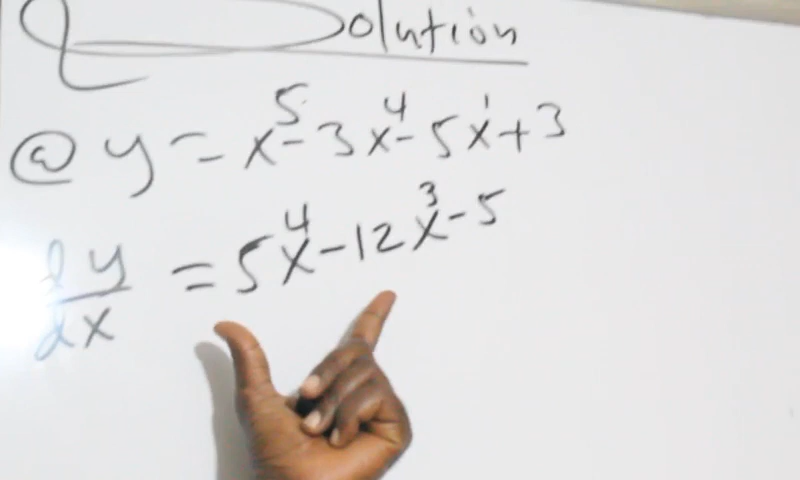 Solution
ⓐ y = x⁵ - 3x⁴ - 5x¹ + 3
dy/dx = 5x⁴ - 12x³ - 5